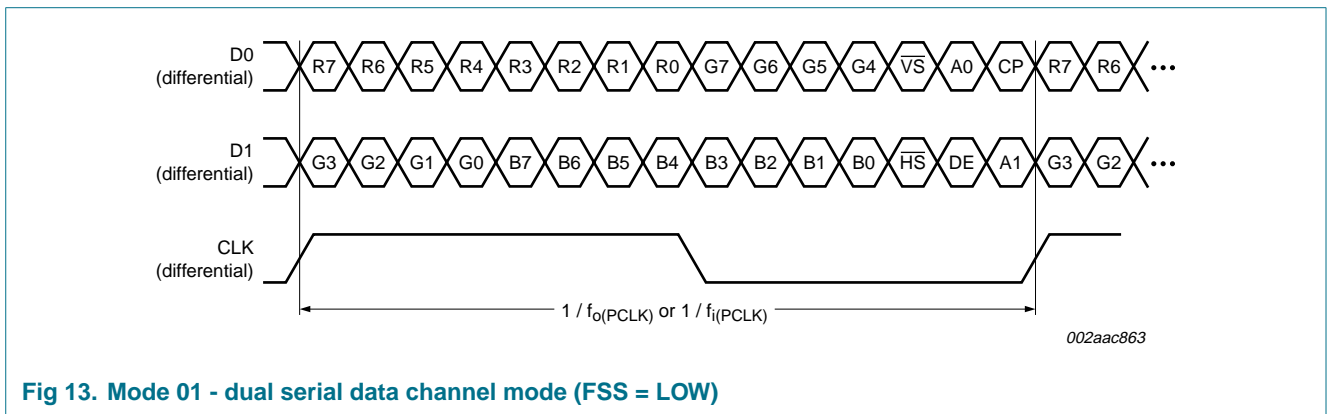 D0
(differential)
R7 R6 R5 R4 R3 R2 R1 R0 G7 G6 G5 G4 V̅S̅ A0 CP R7 R6 ...
D1
(differential)
G3 G2 G1 G0 B7 B6 B5 B4 B3 B2 B1 B0 H̅S̅ DE A1 G3 G2 ...
CLK
(differential)
1 / fo(PCLK) or 1 / fi(PCLK)
002aac863
Fig 13. Mode 01 - dual serial data channel mode (FSS = LOW)